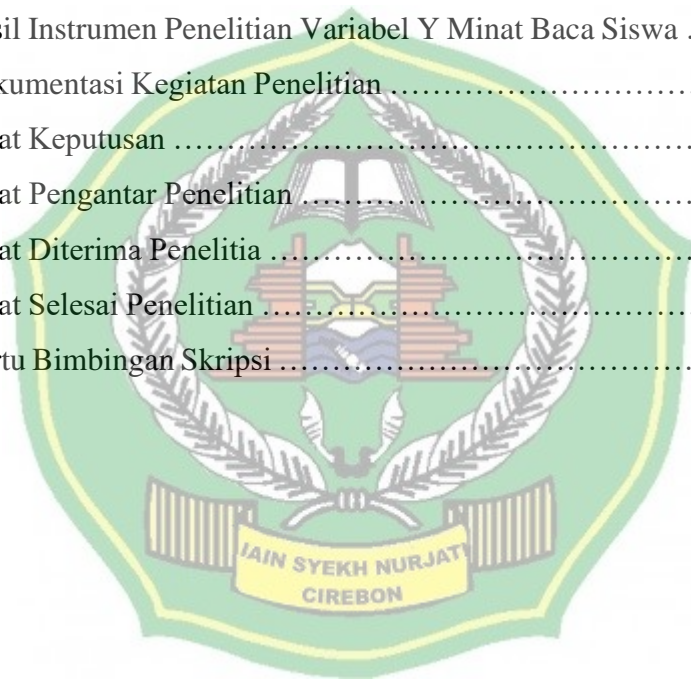 sil Instrumen Penelitian Variabel Y Minat Baca Siswa .
kumentasi Kegiatan Penelitian ……………………………
at Keputusan ……………………………………………………
at Pengantar Penelitian ………………………………………
at Diterima Penelitia …………………………………………
at Selesai Penelitian …………………………………………
rtu Bimbingan Skripsi ………………………………………
IAIN SYEKH NURJATI
CIREBON